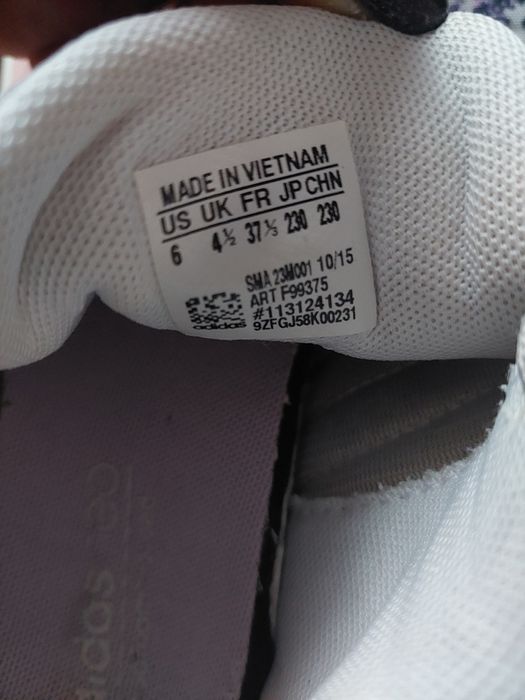 MADE IN VIETNAM
US UK FR JP CHN
6 4½ 37⅓ 230 230
SMA 23M001 10/15
ART F99375
#113124134
adidas 9ZFGJ58K00231
adidas